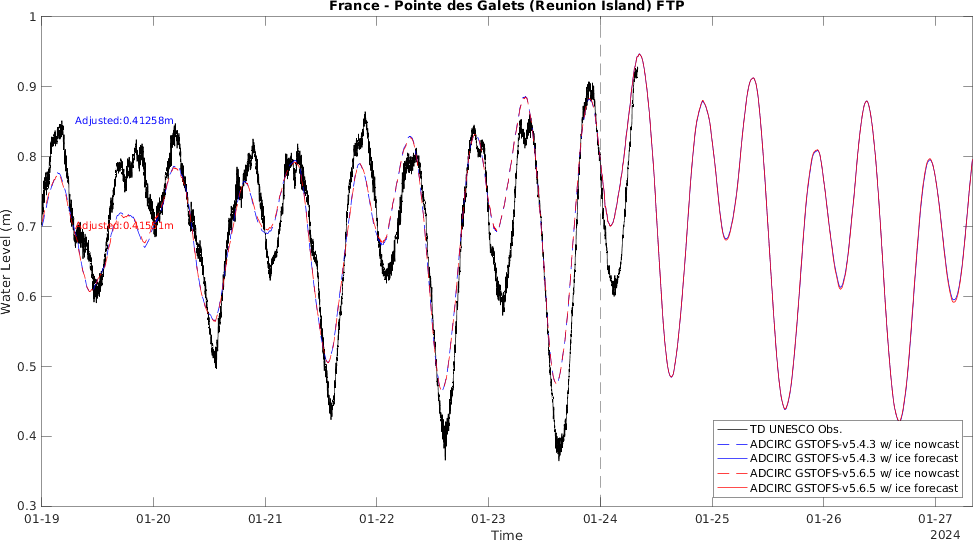 France - Pointe des Galets (Reunion Island) FTP
1
0.9
0.8
0.7
0.6
0.5
0.4
0.3
Water Level (m)
Adjusted:0.41258m
TD UNESCO Obs.
ADCIRC GSTOFS-v5.4.3 w/ ice nowcast
ADCIRC GSTOFS-v5.4.3 w/ ice forecast
ADCIRC GSTOFS-v5.6.5 w/ ice nowcast
ADCIRC GSTOFS-v5.6.5 w/ ice forecast
01-19 01-20 01-21 01-22 01-23 01-24 01-25 01-26 01-27
Time
2024